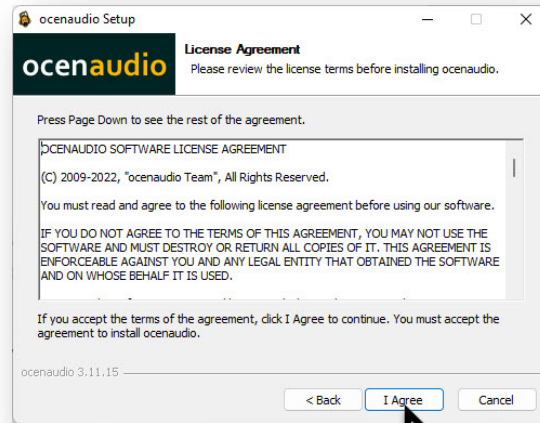 ocenaudio Setup
ocenaudio
License Agreement
Please review the license terms before installing ocenaudio.
Press Page Down to see the rest of the agreement.
OCENAUDIO SOFTWARE LICENSE AGREEMENT
(C) 2009-2022, "ocenaudio Team", All Rights Reserved.
You must read and agree to the following license agreement before using our software.
IF YOU DO NOT AGREE TO THE TERMS OF THIS AGREEMENT, YOU MAY NOT USE THE
SOFTWARE AND MUST DESTROY OR RETURN ALL COPIES OF IT. THIS AGREEMENT IS
ENFORCEABLE AGAINST YOU AND ANY LEGAL ENTITY THAT OBTAINED THE SOFTWARE
AND ON WHOSE BEHALF IT IS USED.
If you accept the terms of the agreement, click I Agree to continue. You must accept the
agreement to install ocenaudio.
ocenaudio 3.11.15
< Back
I Agree
Cancel